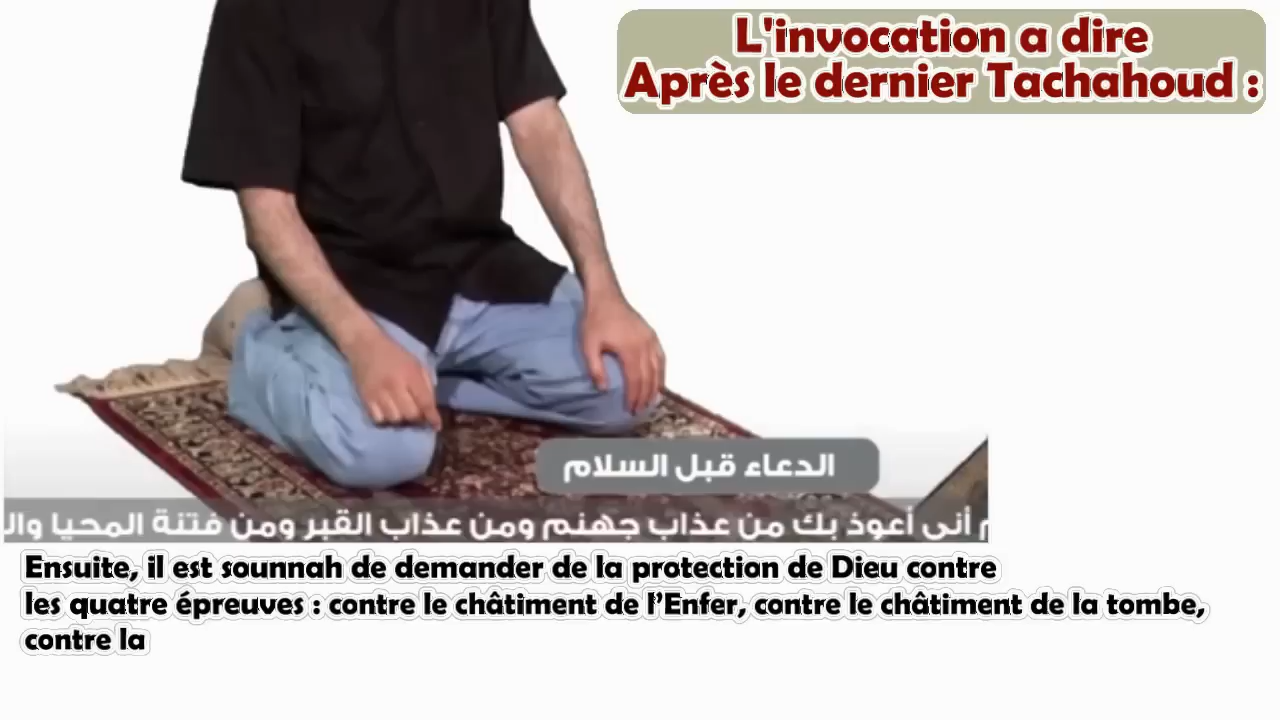 L'invocation a dire
Après le dernier Tachahoud :
الدعاء قبل السلام
أنى أعوذ بك من عذاب جهنم ومن عذاب القبر ومن فتنة المحيا
Ensuite, il est sounnah de demander de la protection de Dieu contre
les quatre épreuves : contre le châtiment de l’Enfer, contre le châtiment de la tombe,
contre la